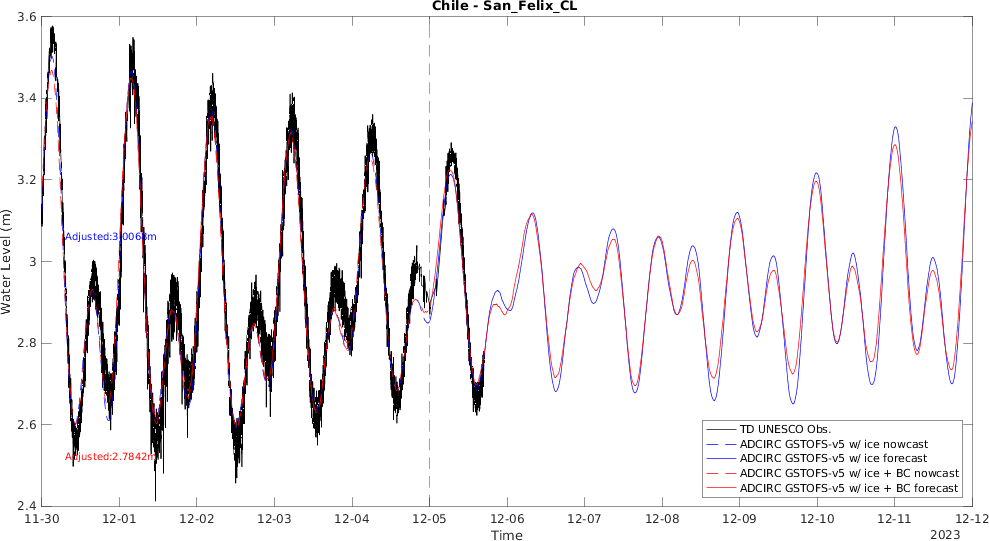 Chile - San_Felix_CL
3.6
3.4
3.2
3
2.8
2.6
2.4
Water Level (m)
Adjusted:3.0068m
Adjusted:2.7842m
TD UNESCO Obs.
ADCIRC GSTOFS-v5 w/ ice nowcast
ADCIRC GSTOFS-v5 w/ ice forecast
ADCIRC GSTOFS-v5 w/ ice + BC nowcast
ADCIRC GSTOFS-v5 w/ ice + BC forecast
11-30 12-01 12-02 12-03 12-04 12-05 12-06 12-07 12-08 12-09 12-10 12-11 12-12
Time
2023